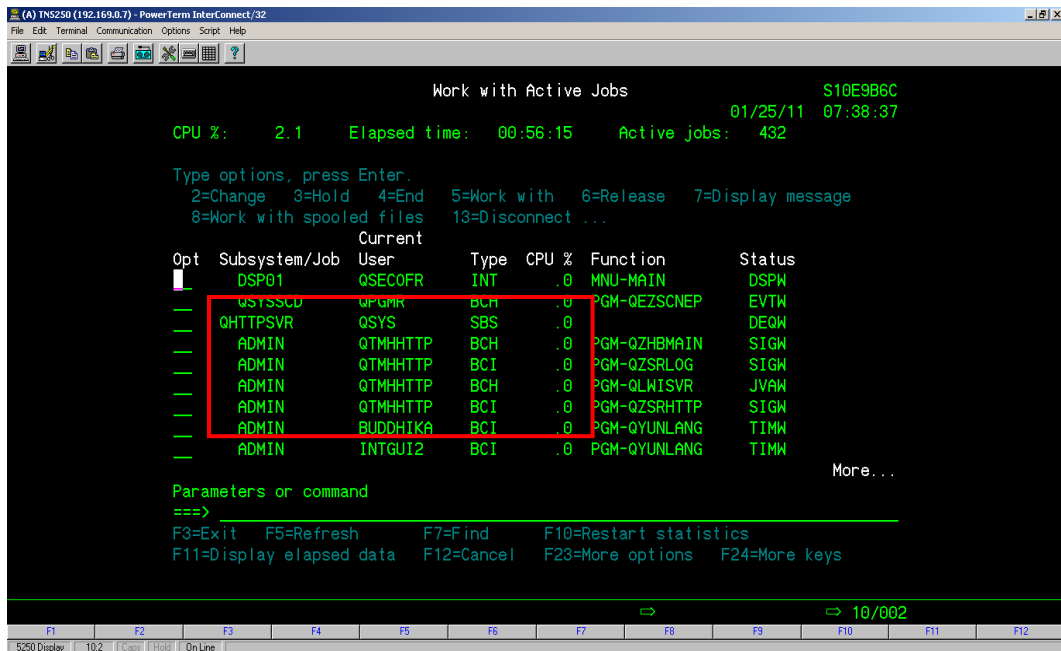 (A) TN5250 (192.169.0.7) - PowerTerm InterConnect/32
File Edit Terminal Communication Options Script Help
Work with Active Jobs S10E9B6C
01/25/11 07:38:37
CPU %: 2.1 Elapsed time: 00:56:15 Active jobs: 432
Type options, press Enter.
2=Change 3=Hold 4=End 5=Work with 6=Release 7=Display message
8=Work with spooled files 13=Disconnect ...
Current
Opt Subsystem/Job User Type CPU % Function Status
DSP01 QSECOFR INT .0 MNU-MAIN DSPW
QSYSSCD QPGMR BCH .0 PGM-QEZSCNEP EVTW
QHTTPSVR QSYS SBS .0 DEQW
ADMIN QTMHHTTP BCH .0 PGM-QZHBMAIN SIGW
ADMIN QTMHHTTP BCI .0 PGM-QZSRLOG SIGW
ADMIN QTMHHTTP BCH .0 PGM-QLWISVR JVAW
ADMIN QTMHHTTP BCI .0 PGM-QZSRHTTP SIGW
ADMIN BUDDHIKA BCI .0 PGM-QYUNLANG TIMW
ADMIN INTGUI2 BCI .0 PGM-QYUNLANG TIMW
More...
Parameters or command
===>
F3=Exit F5=Refresh F7=Find F10=Restart statistics
F11=Display elapsed data F12=Cancel F23=More options F24=More keys
⇨ ⇨ 10/002
F1 F2 F3 F4 F5 F6 F7 F8 F9 F10 F11 F12
5250 Display 10:2 Caps Hold On Line